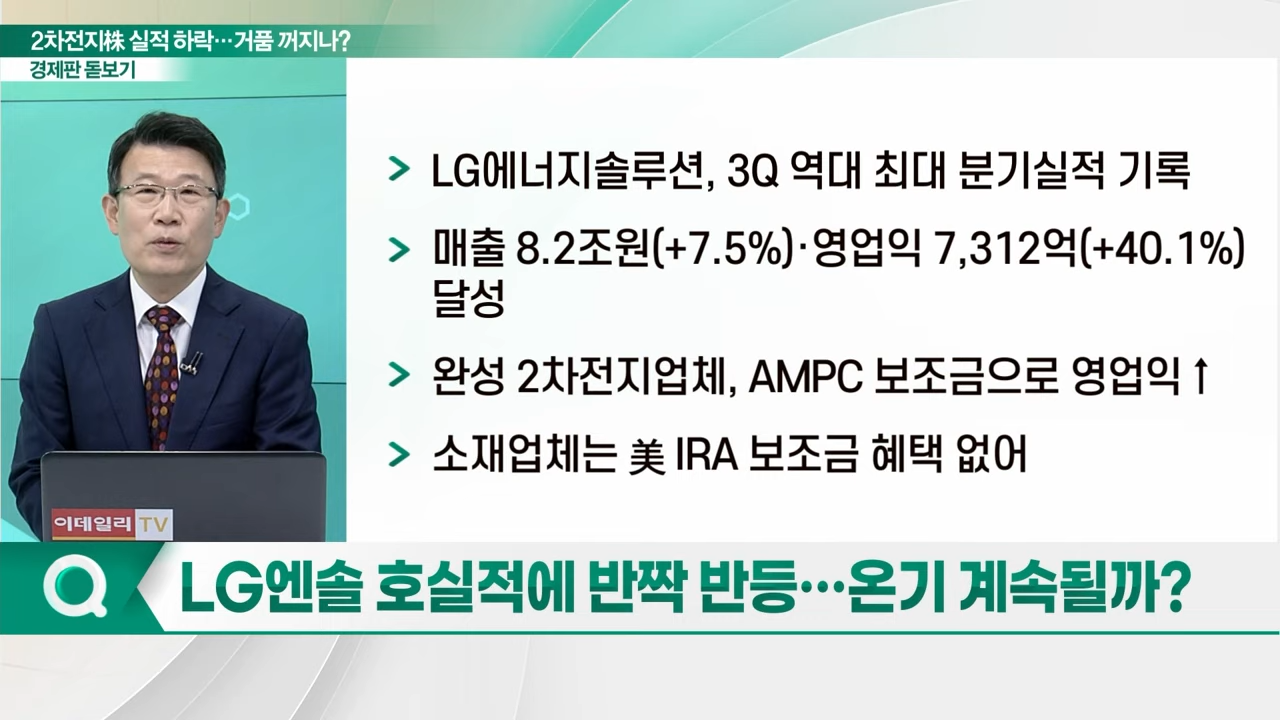 2차전지株 실적 하락…거품 꺼지나?
경제판 돋보기
> LG에너지솔루션, 3Q 역대 최대 분기실적 기록
> 매출 8.2조원(+7.5%)·영업익 7,312억(+40.1%)
달성
> 완성 2차전지업체, AMPC 보조금으로 영업익↑
> 소재업체는 美 IRA 보조금 혜택 없어
이데일리 TV
Q LG엔솔 호실적에 반짝 반등…온기 계속될까?